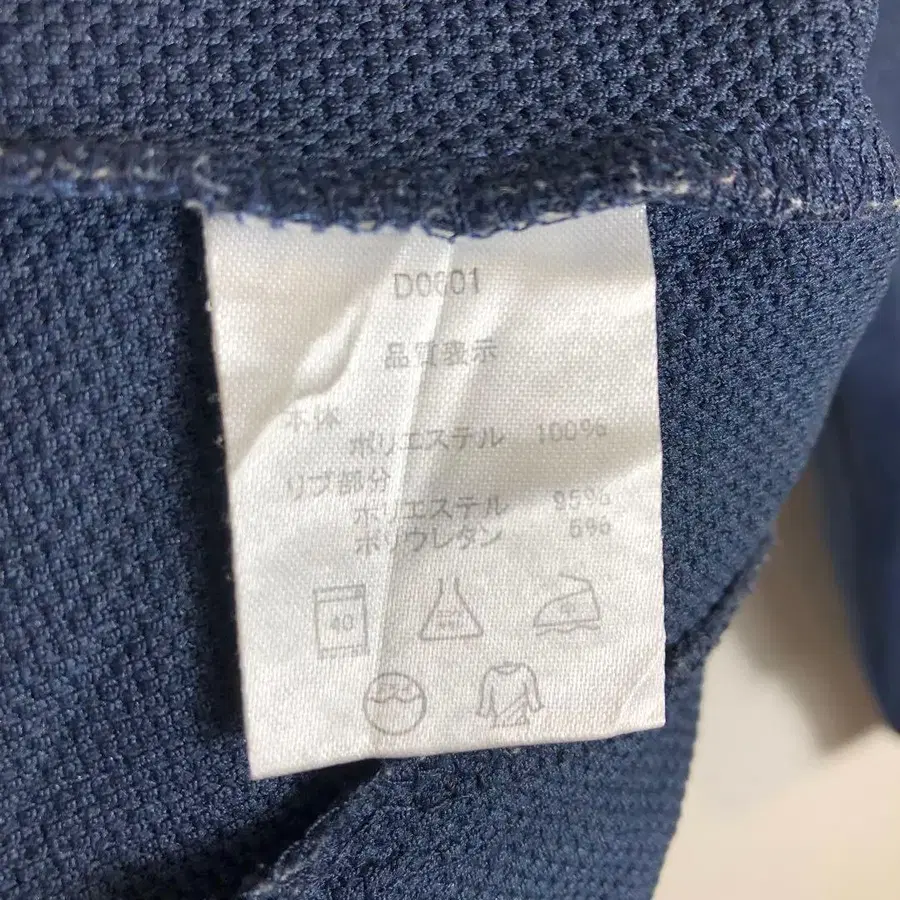 D0601
品質表示
本体
ポリエステル 100%
リブ部分
ポリエステル 95%
ポリウレタン 5%
40